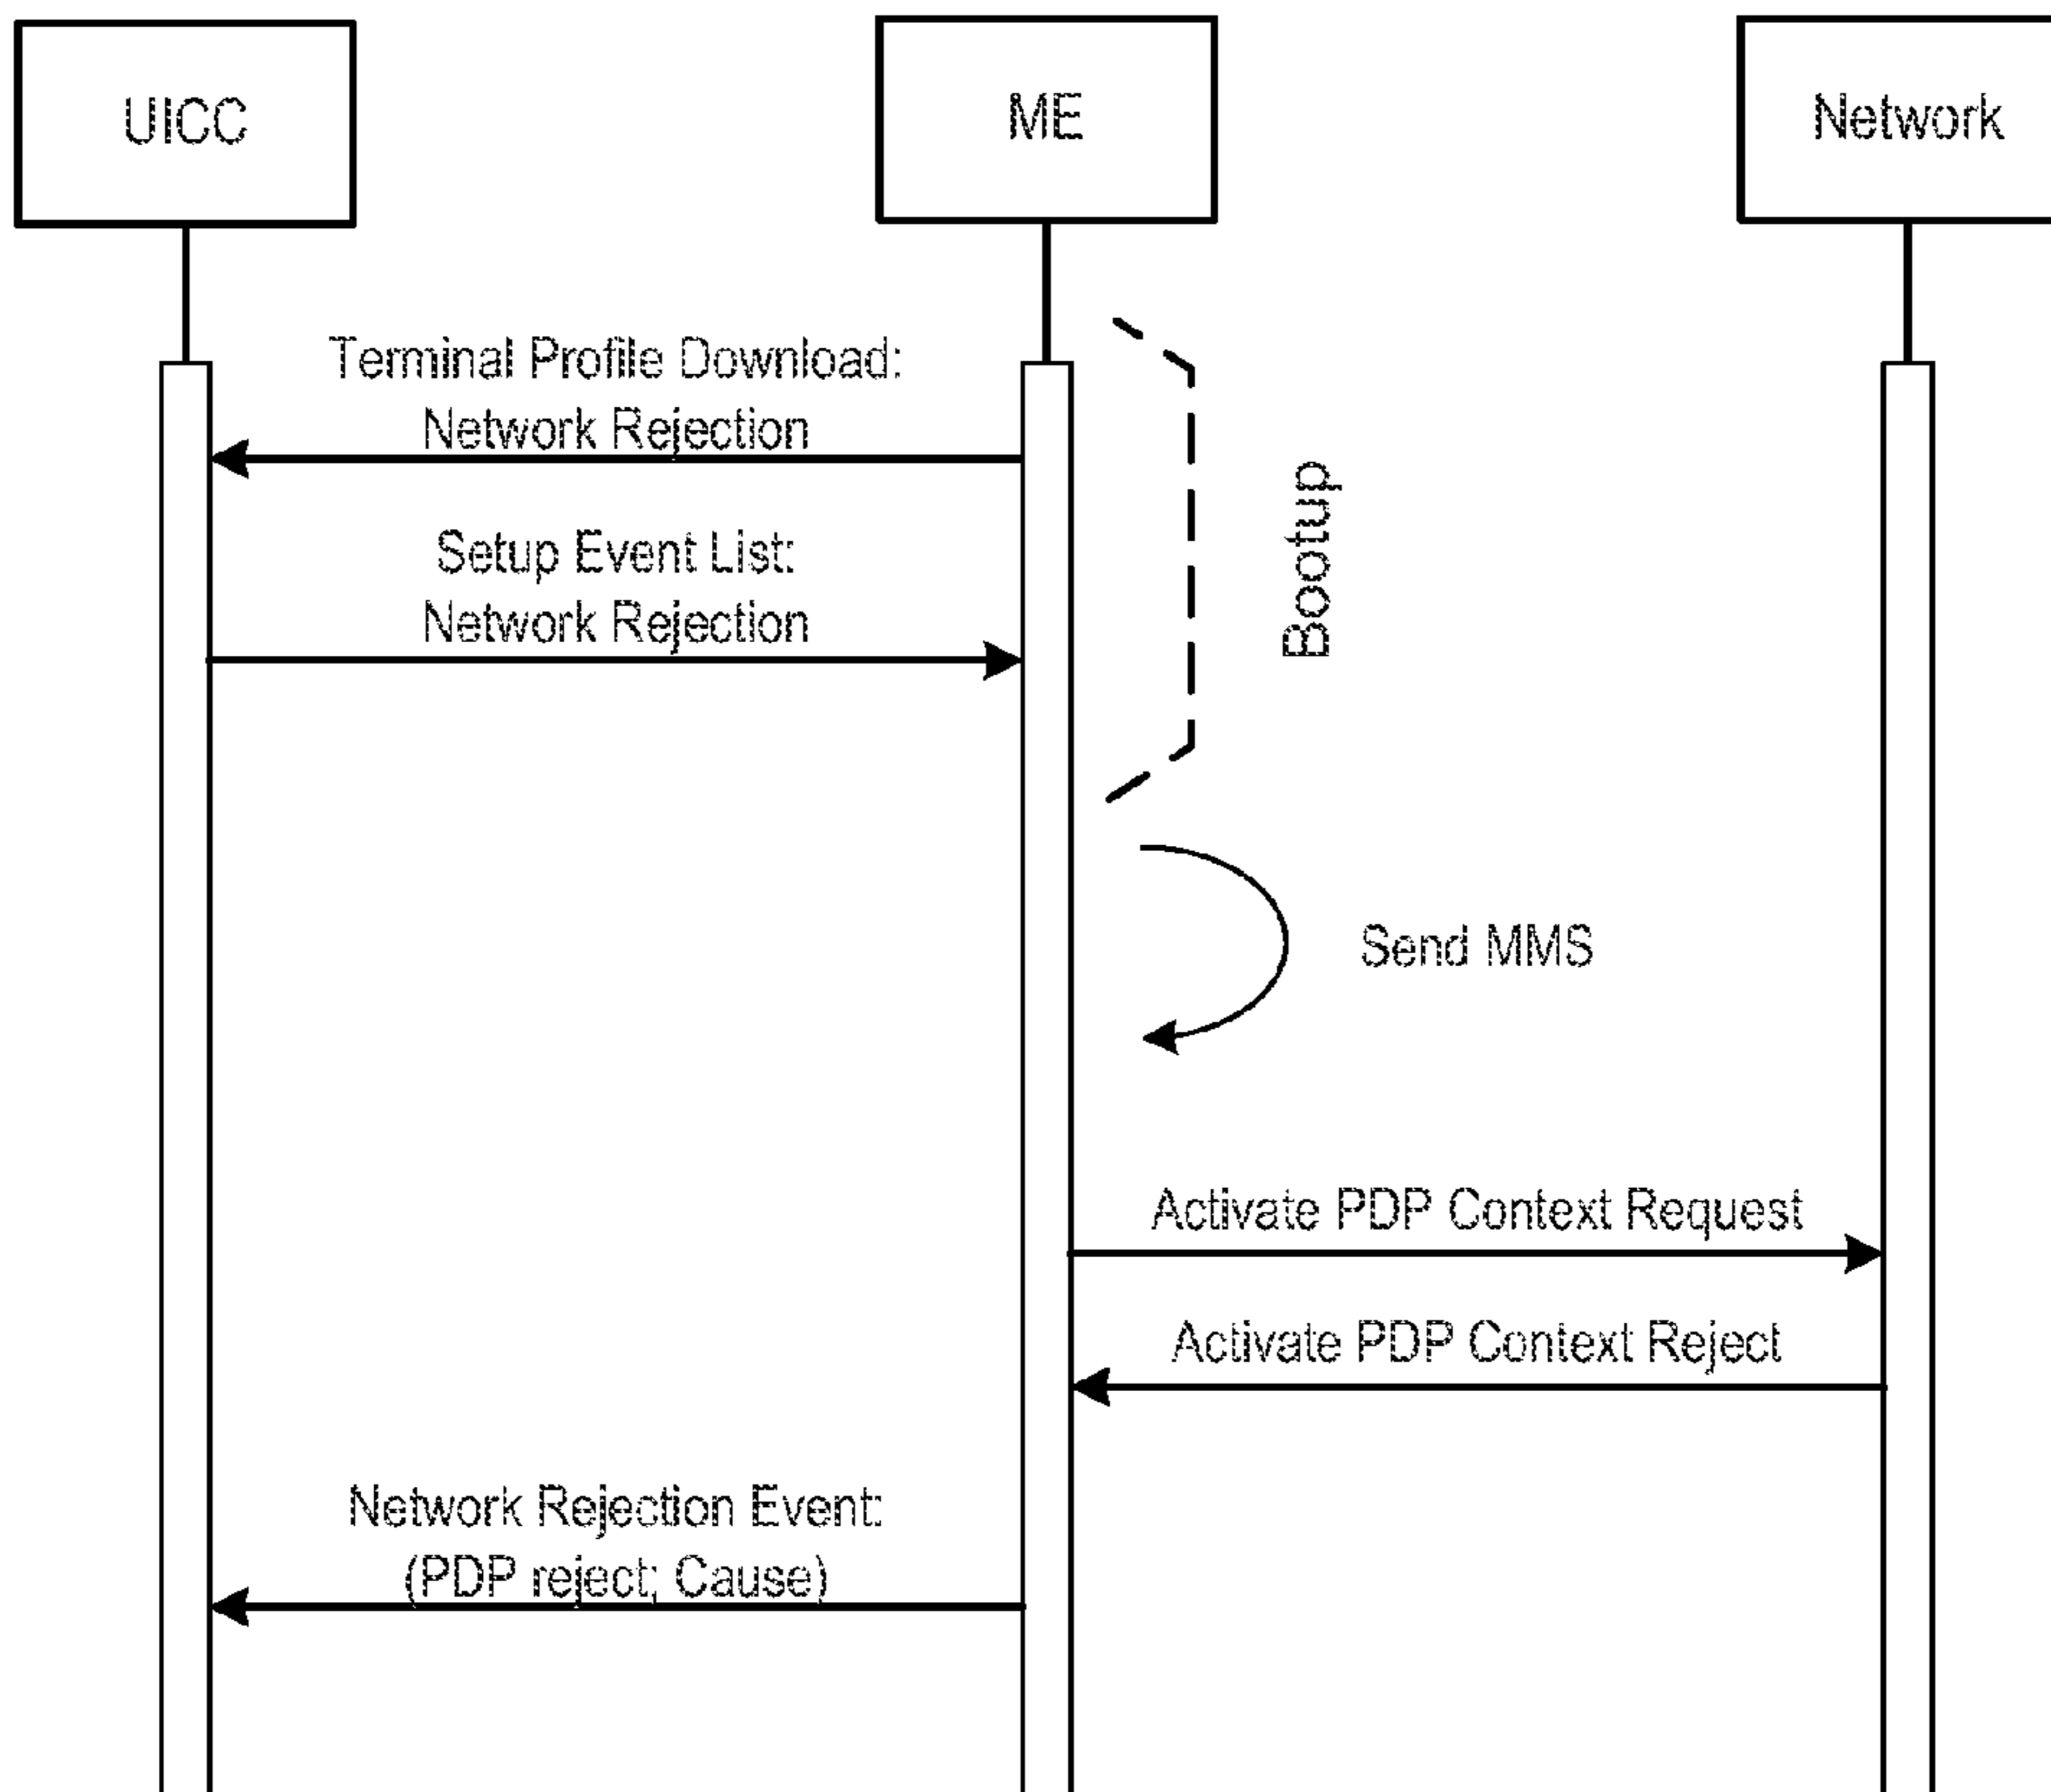 UICC
ME
Network
Terminal Profile Download:
Network Rejection
Setup Event List:
Network Rejection
Bootup
Send MMS
Activate PDP Context Request
Activate PDP Context Reject
Network Rejection Event:
(PDP reject; Cause)